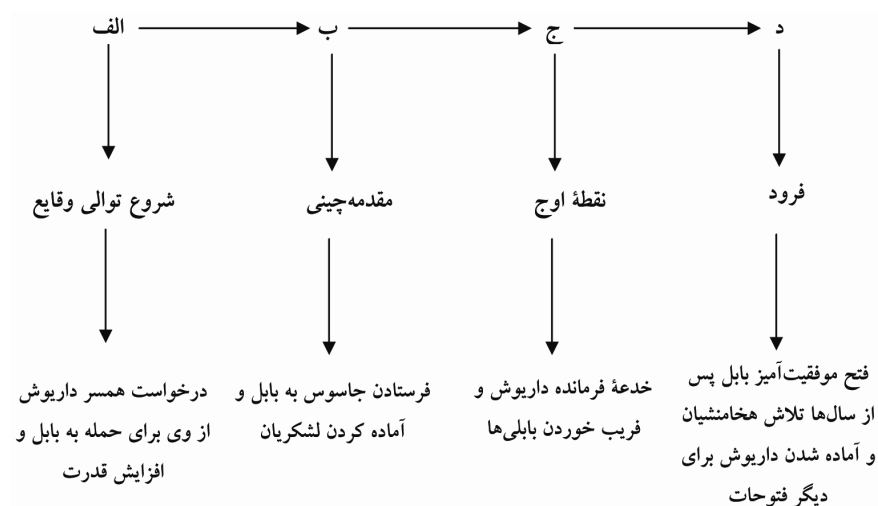 الف
ب
ج
د
شروع توالی وقایع
مقدمه‌چینی
نقطهٔ اوج
فرود
درخواست همسر داریوش
از وی برای حمله به بابل و
افزایش قدرت
فرستادن جاسوس به بابل و
آماده کردن لشکریان
خدعهٔ فرمانده داریوش و
فریب خوردن بابلی‌ها
فتح موفقیت‌آمیز بابل پس
از سال‌ها تلاش هخامنشیان
و آماده شدن داریوش برای
دیگر فتوحات